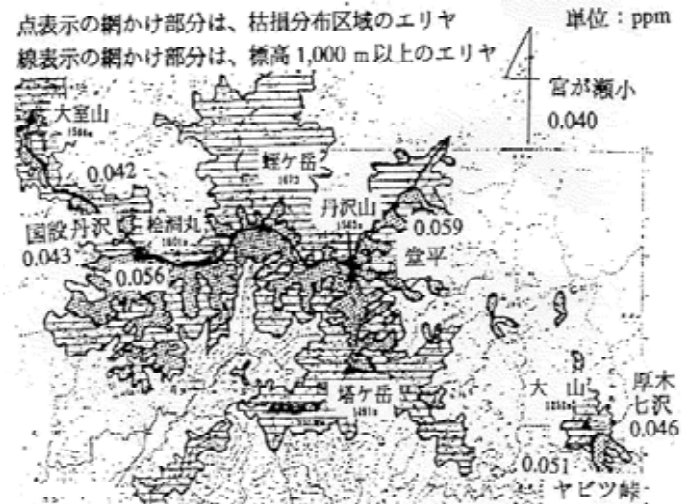 点表示の網かけ部分は、枯損分布区域のエリヤ
単位：ppm
線表示の網かけ部分は、標高1,000m以上のエリヤ
宮が瀬小
0.040
大室山
0.042
蛭ケ岳
1673
丹沢山
0.059
堂平
国設丹沢
0.043
桧洞丸
0.056
塔ケ岳
大山
厚木
七沢
0.046
0.051
ヤビツ峠